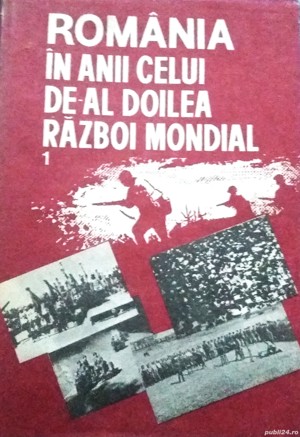 ROMÂNIA
ÎN ANII CELUI
DE-AL DOILEA
RĂZBOI MONDIAL
1
publi24.ro